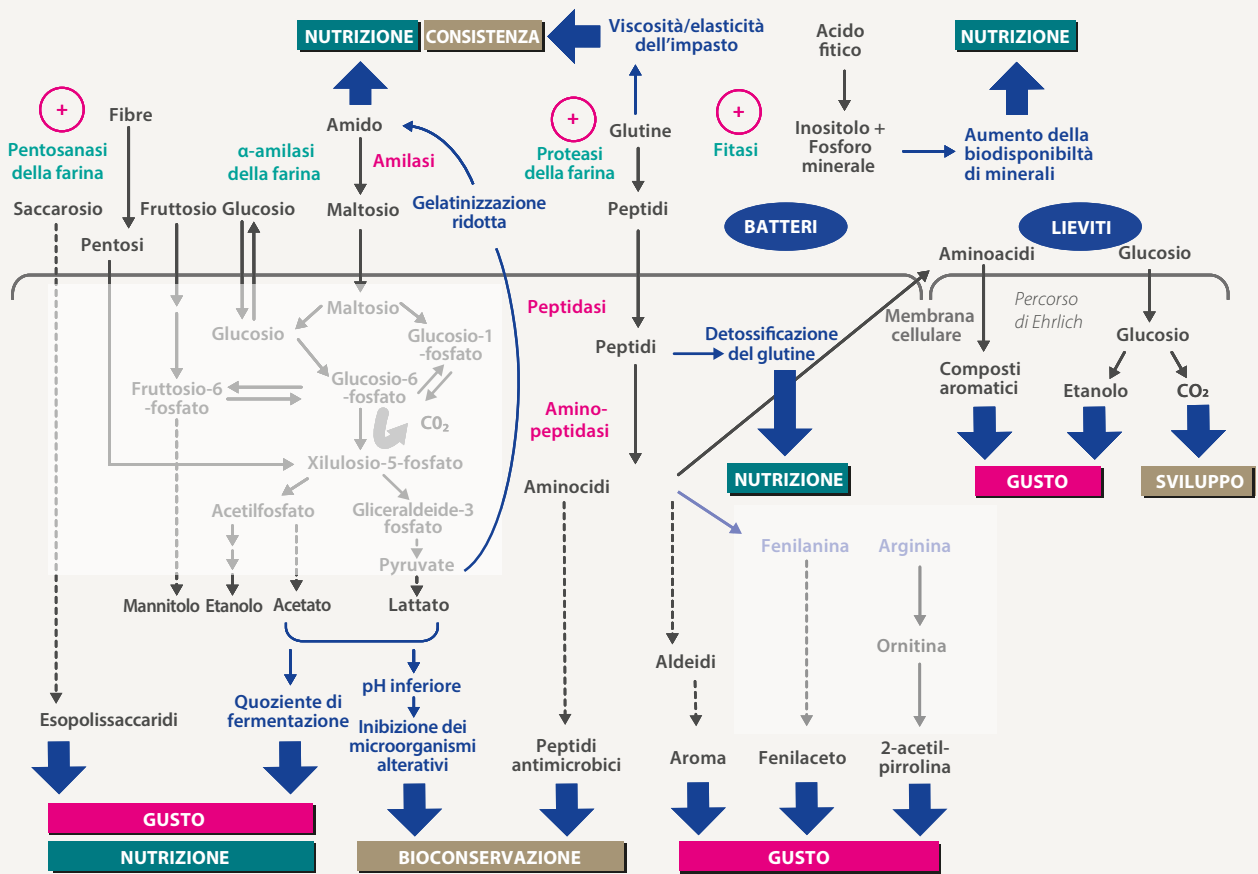 NUTRIZIONE
CONSISTENZA
Viscosità/elasticità
dell'impasto
Acido
fitico
NUTRIZIONE
+
Fibre
Amido
+
Glutine
+
Inositolo +
Fosforo
minerale
Aumento della
biodisponibiltà
di minerali
Pentosanasi
della farina
α-amilasi
della farina
Amilasi
Proteasi
della farina
Fitasi
Saccarosio
Fruttosio
Glucosio
Maltosio
Gelatinizzazione
ridotta
Peptidi
BATTERI
LIEVITI
Pentosi
Aminoacidi
Glucosio
Maltosio
Glucosio
Glucosio-1
-fosfato
Peptidasi
Peptidi
Detossificazione
del glutine
Membrana
cellulare
Percorso
di Ehrlich
Glucosio
Fruttosio-6
-fosfato
Glucosio-6
-fosfato
C0₂
Amino-
peptidasi
Composti
aromatici
Etanolo
CO₂
Xilulosio-5-fosfato
Aminocidi
NUTRIZIONE
GUSTO
SVILUPPO
Acetilfosfato
Gliceraldeide-3
fosfato
Pyruvate
Fenilanina
Arginina
Mannitolo
Etanolo
Acetato
Lattato
Ornitina
Aldeidi
pH inferiore
Quoziente di
fermentazione
Inibizione dei
microorganismi
alterativi
Esopolissaccaridi
Peptidi
antimicrobici
Aroma
Fenilaceto
2-acetil-
pirrolina
GUSTO
NUTRIZIONE
BIOCONSERVAZIONE
GUSTO